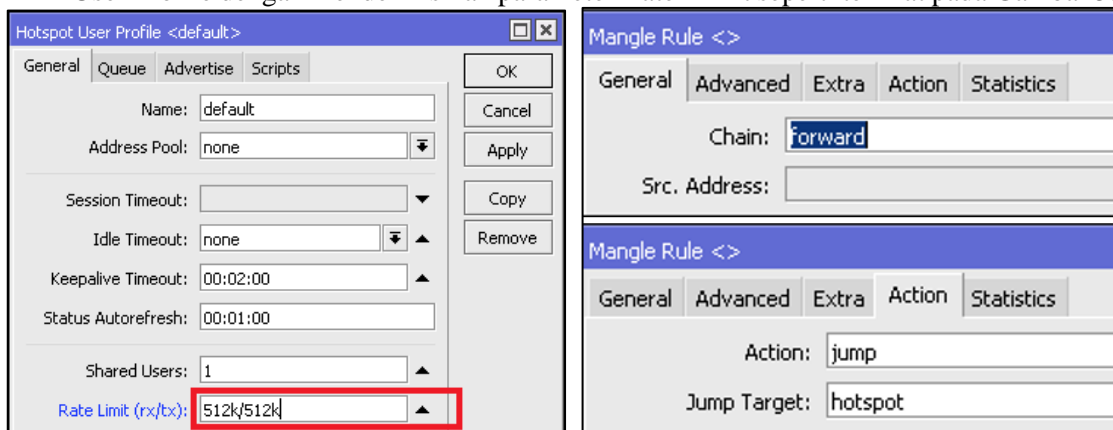 Hotspot User Profile <default>
General Queue Advertise Scripts
Name: default
Address Pool: none
Session Timeout:
Idle Timeout: none
Keepalive Timeout: 00:02:00
Status Autorefresh: 00:01:00
Shared Users: 1
Rate Limit (rx/tx): 512k/512k
OK
Cancel
Apply
Copy
Remove
Mangle Rule <>
General Advanced Extra Action Statistics
Chain: forward
Src. Address:
Mangle Rule <>
General Advanced Extra Action Statistics
Action: jump
Jump Target: hotspot